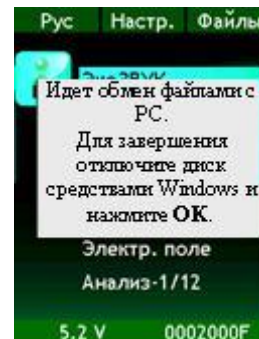 Рус Настр. Файлы
ЭкоЗВУК
Идет обмен файлами с
PC.
Для завершения
отключите диск
средствами Windows и
нажмите OK.
Электр. поле
Анализ-1/12
5.2 V 0002000F